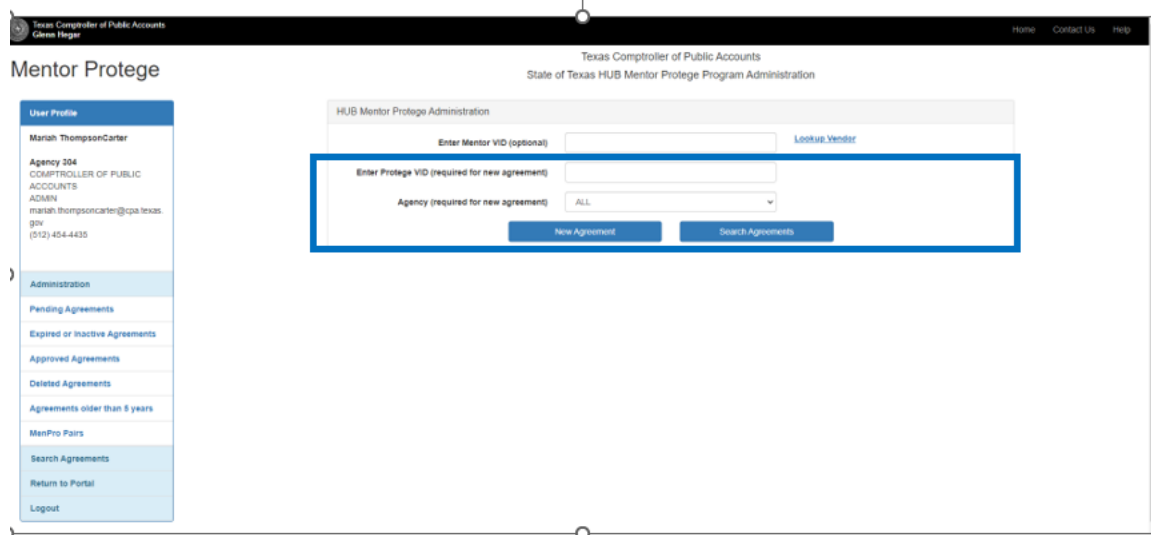 Texas Comptroller of Public Accounts
Glenn Hegar
Home Contact Us Help
Mentor Protege
Texas Comptroller of Public Accounts
State of Texas HUB Mentor Protege Program Administration
User Profile
Mariah ThompsonCarter
Agency 304
COMPTROLLER OF PUBLIC
ACCOUNTS
ADMIN
mariah.thompsoncarter@cpa.texas.
gov
(512) 454-4435
Administration
Pending Agreements
Expired or Inactive Agreements
Approved Agreements
Deleted Agreements
Agreements older than 5 years
MenPro Pairs
Search Agreements
Return to Portal
Logout
HUB Mentor Protege Administration
Enter Mentor VID (optional)
Lookup Vendor
Enter Protege VID (required for new agreement)
Agency (required for new agreement) ALL
New Agreement Search Agreements